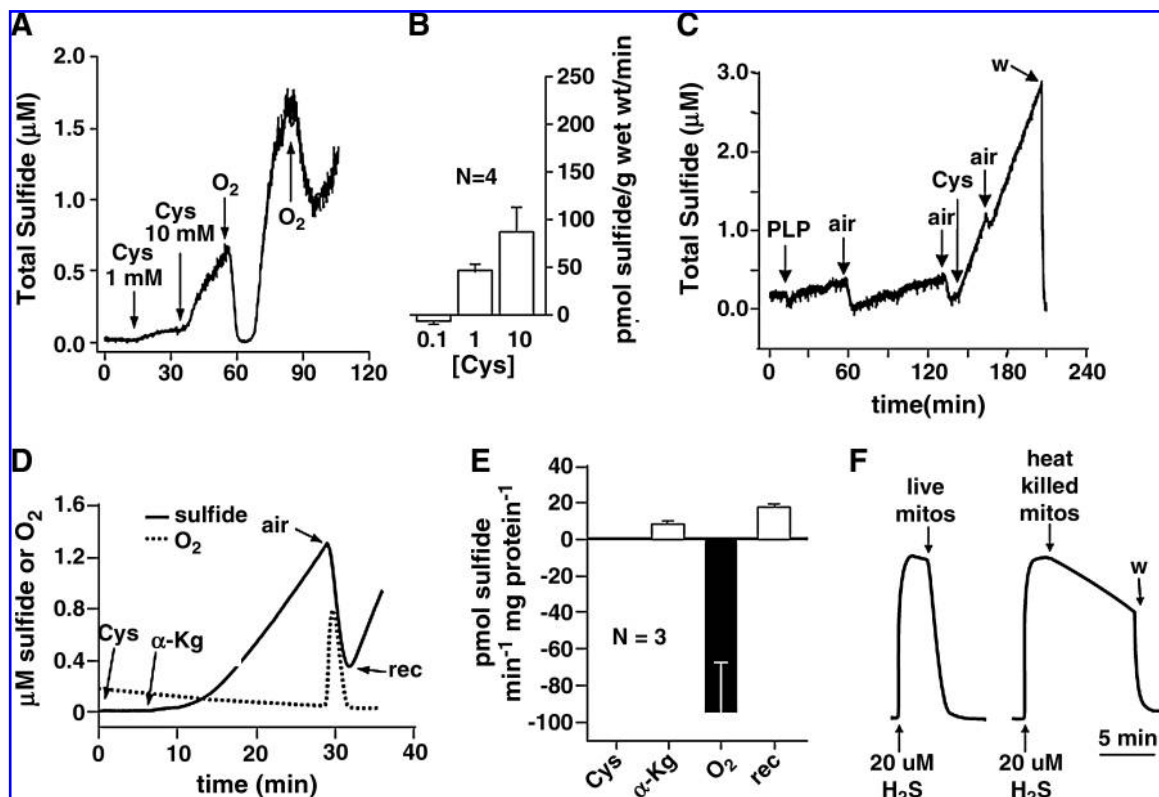 A
Total Sulfide (μM)
2.0
1.5
1.0
0.5
0.0
Cys
1 mM
Cys
10 mM
O2
O2
0 30 60 90 120
B
N=4
250
200
150
100
50
0
pmol sulfide/g wet wt/min
0.1 1 10
[Cys]
C
Total Sulfide (μM)
3.0
2.0
1.0
0.0
PLP
air
air
Cys
air
w
0 60 120 180 240
time(min)
D
μM sulfide or O2
1.6
1.2
0.8
0.4
0
sulfide
O2
air
Cys
α-Kg
rec
0 10 20 30 40
time (min)
E
pmol sulfide
min-1 mg protein-1
40
20
0
-20
-40
-60
-80
-100
N = 3
Cys α-Kg O2 rec
F
live
mitos
heat
killed
mitos
w
20 uM
H2S
20 uM
H2S
5 min